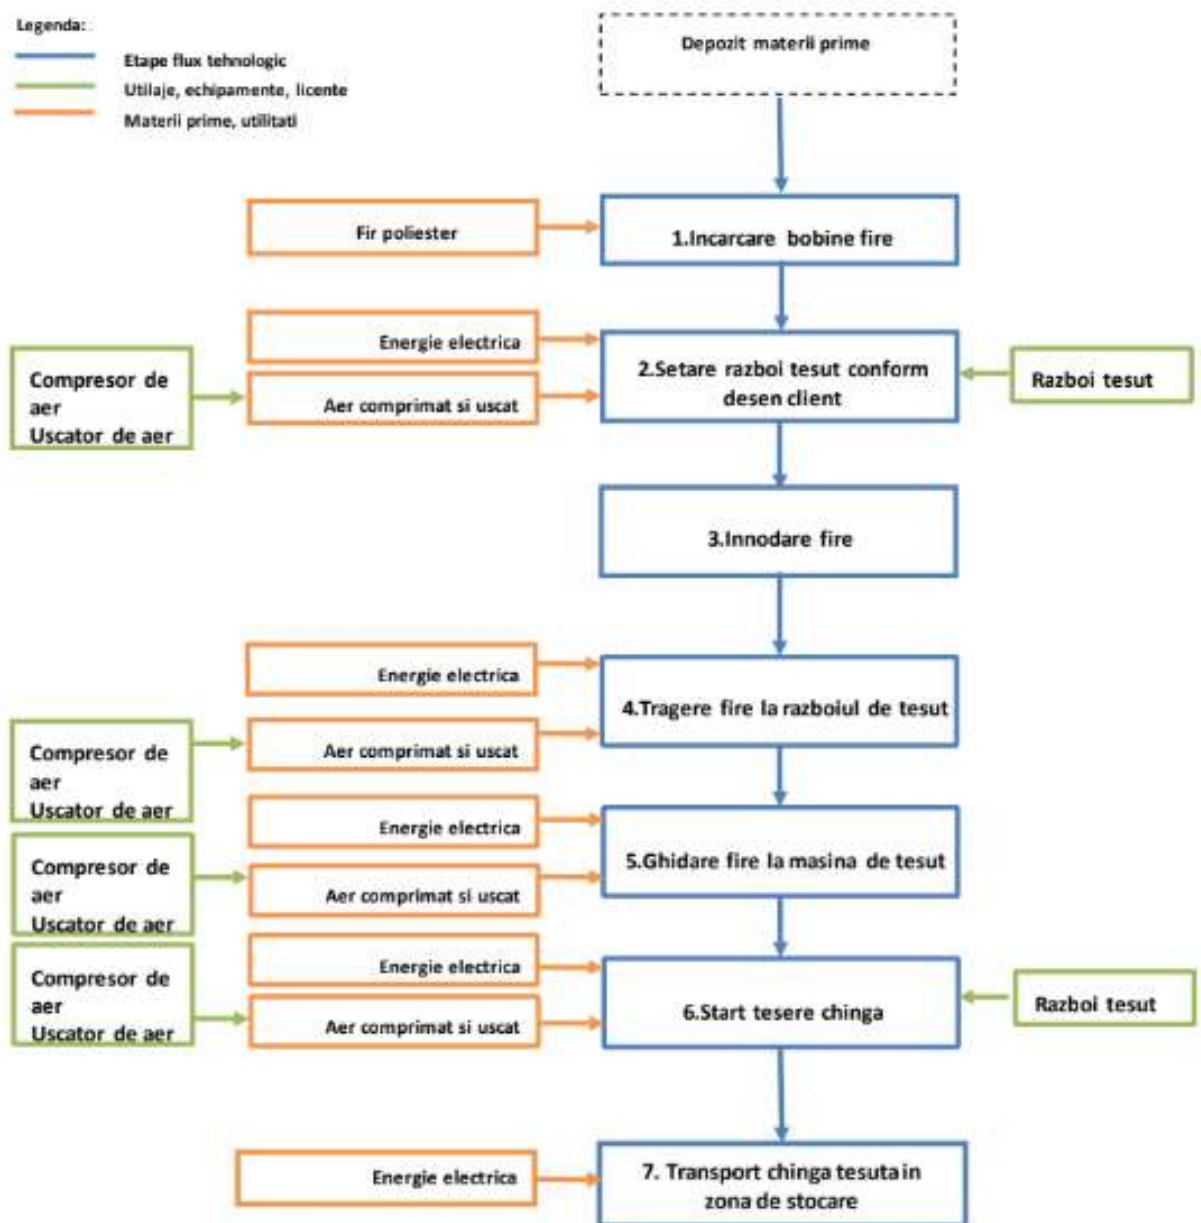 Legenda:
Etape flux tehnologic
Utilaje, echipamente, licente
Materii prime, utilitati
Depozit materii prime
Fir poliester
1.Incarcare bobine fire
Energie electrica
Compresor de
aer
Uscator de aer
Aer comprimat si uscat
2.Setare razboi tesut conform
desen client
Razboi tesut
3.Innodare fire
Energie electrica
4.Tragere fire la razboiul de tesut
Compresor de
aer
Uscator de aer
Aer comprimat si uscat
Energie electrica
5.Ghidare fire la masina de tesut
Compresor de
aer
Uscator de aer
Aer comprimat si uscat
Energie electrica
Compresor de
aer
Uscator de aer
Aer comprimat si uscat
6.Start tesere chinga
Razboi tesut
Energie electrica
7. Transport chinga tesuta in
zona de stocare